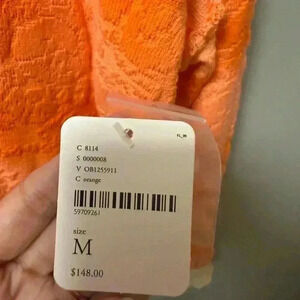 C 8114
S 0000008
V OB1255911
C orange
59709261
size
M
$148.00